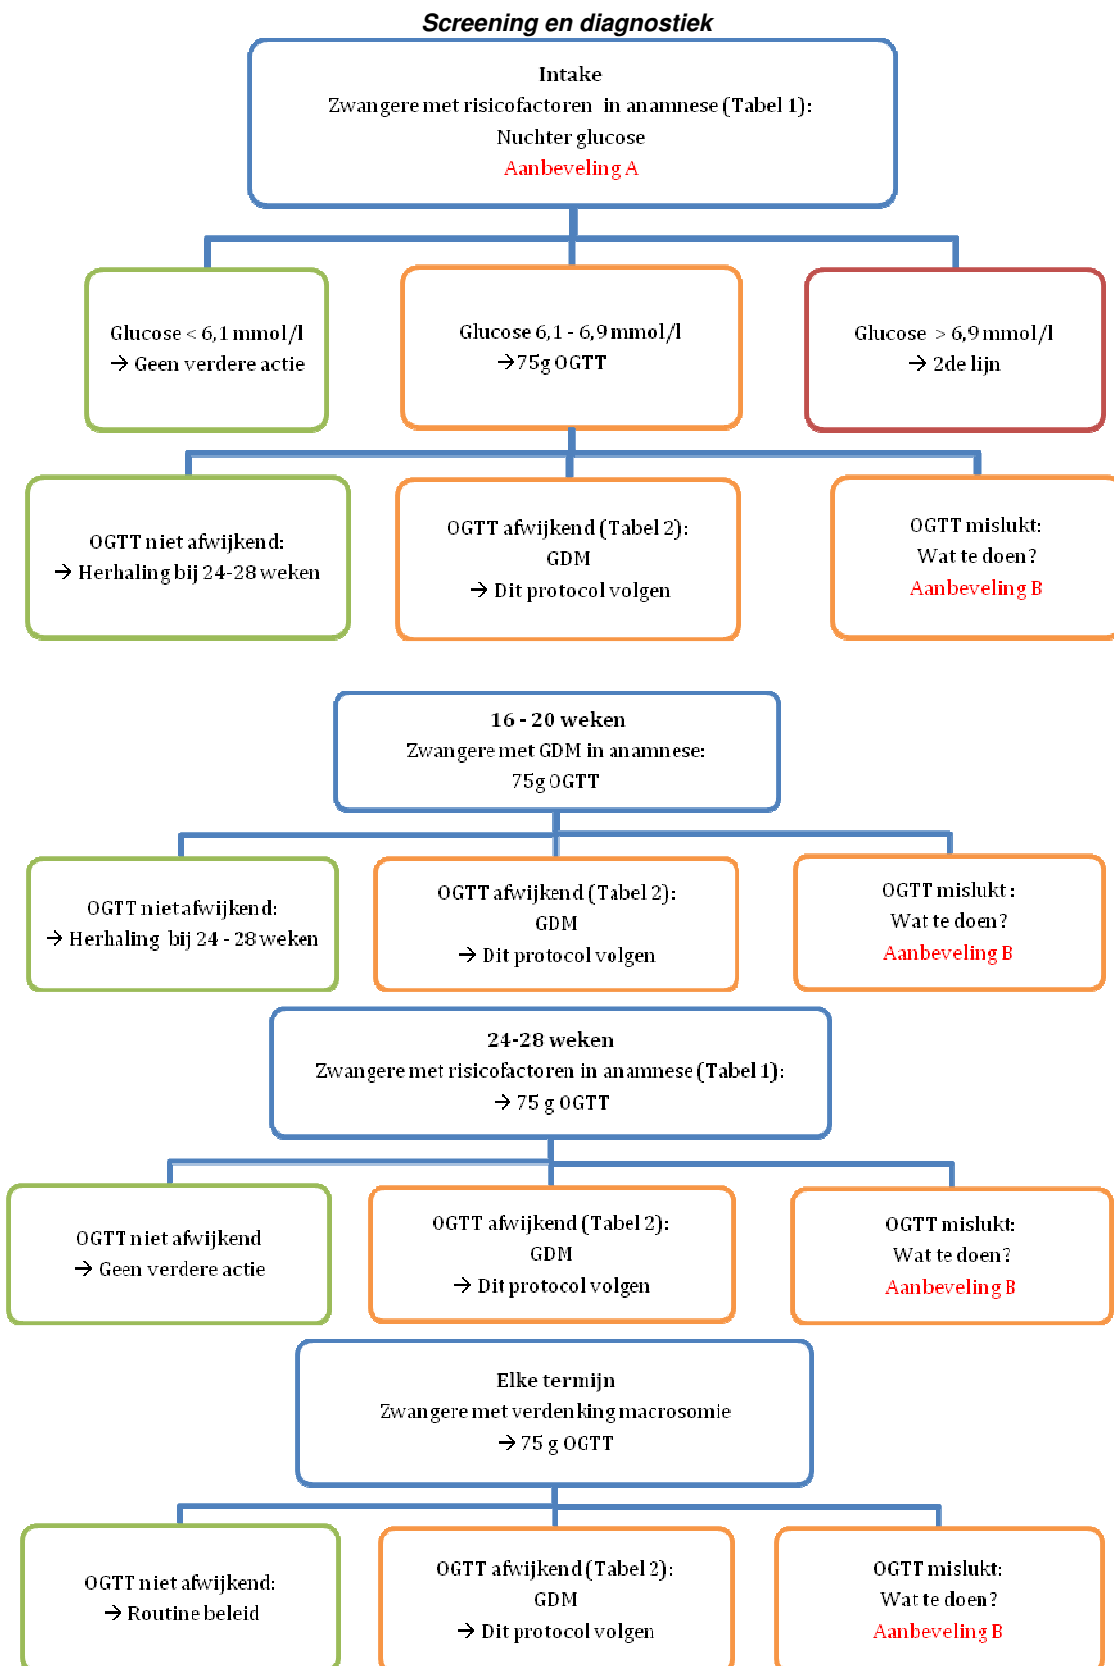 Screening en diagnostiek
Intake
Zwangere met risicofactoren in anamnese (Tabel 1):
Nuchter glucose
Aanbeveling A
Glucose < 6,1 mmol/l
→ Geen verdere actie
Glucose 6,1 - 6,9 mmol/l
→75g OGTT
Glucose > 6,9 mmol/l
→ 2de lijn
OGTT niet afwijkend:
→ Herhaling bij 24-28 weken
OGTT afwijkend (Tabel 2):
GDM
→ Dit protocol volgen
OGTT mislukt:
Wat te doen?
Aanbeveling B
16 - 20 weken
Zwangere met GDM in anamnese:
75g OGTT
OGTT niet afwijkend:
→ Herhaling bij 24 - 28 weken
OGTT afwijkend (Tabel 2):
GDM
→ Dit protocol volgen
OGTT mislukt :
Wat te doen?
Aanbeveling B
24-28 weken
Zwangere met risicofactoren in anamnese (Tabel 1):
→ 75 g OGTT
OGTT niet afwijkend
→ Geen verdere actie
OGTT afwijkend (Tabel 2):
GDM
→ Dit protocol volgen
OGTT mislukt:
Wat te doen?
Aanbeveling B
Elke termijn
Zwangere met verdenking macrosomie
→ 75 g OGTT
OGTT niet afwijkend:
→ Routine beleid
OGTT afwijkend (Tabel 2):
GDM
→ Dit protocol volgen
OGTT mislukt:
Wat te doen?
Aanbeveling B